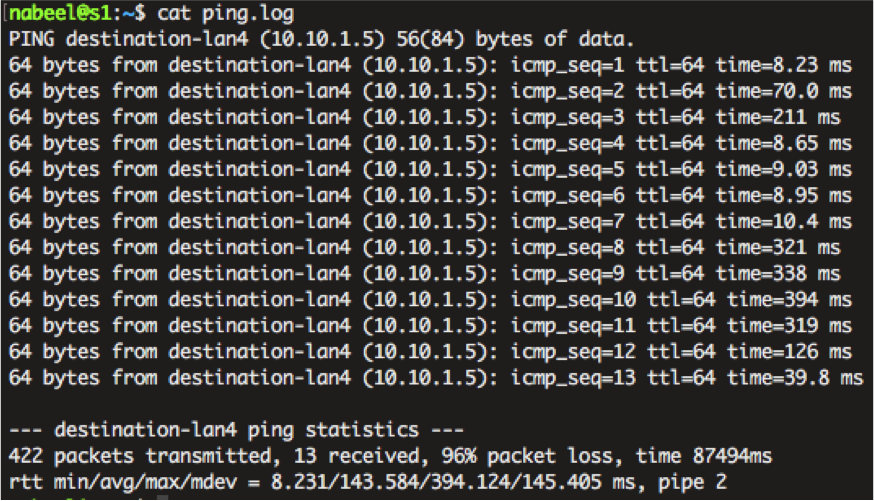 [nabeel@s1:~$ cat ping.log
PING destination-lan4 (10.10.1.5) 56(84) bytes of data.
64 bytes from destination-lan4 (10.10.1.5): icmp_seq=1 ttl=64 time=8.23 ms
64 bytes from destination-lan4 (10.10.1.5): icmp_seq=2 ttl=64 time=70.0 ms
64 bytes from destination-lan4 (10.10.1.5): icmp_seq=3 ttl=64 time=211 ms
64 bytes from destination-lan4 (10.10.1.5): icmp_seq=4 ttl=64 time=8.65 ms
64 bytes from destination-lan4 (10.10.1.5): icmp_seq=5 ttl=64 time=9.03 ms
64 bytes from destination-lan4 (10.10.1.5): icmp_seq=6 ttl=64 time=8.95 ms
64 bytes from destination-lan4 (10.10.1.5): icmp_seq=7 ttl=64 time=10.4 ms
64 bytes from destination-lan4 (10.10.1.5): icmp_seq=8 ttl=64 time=321 ms
64 bytes from destination-lan4 (10.10.1.5): icmp_seq=9 ttl=64 time=338 ms
64 bytes from destination-lan4 (10.10.1.5): icmp_seq=10 ttl=64 time=394 ms
64 bytes from destination-lan4 (10.10.1.5): icmp_seq=11 ttl=64 time=319 ms
64 bytes from destination-lan4 (10.10.1.5): icmp_seq=12 ttl=64 time=126 ms
64 bytes from destination-lan4 (10.10.1.5): icmp_seq=13 ttl=64 time=39.8 ms
--- destination-lan4 ping statistics ---
422 packets transmitted, 13 received, 96% packet loss, time 87494ms
rtt min/avg/max/mdev = 8.231/143.584/394.124/145.405 ms, pipe 2